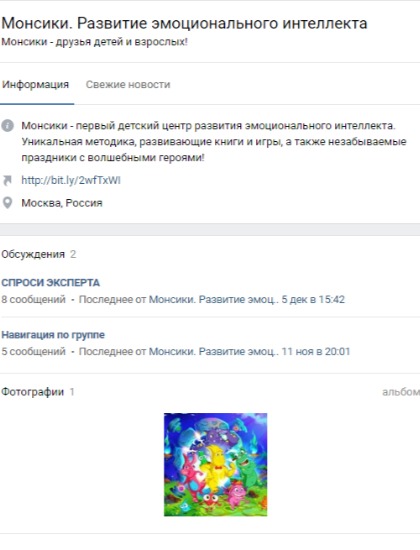 Монсики. Развитие эмоционального интеллекта
Монсики - друзья детей и взрослых!
Информация Свежие новости
Монсики - первый детский центр развития эмоционального интеллекта.
Уникальная методика, развивающие книги и игры, а также незабываемые
праздники с волшебными героями!
http://bit.ly/2wfTxWI
Москва, Россия
Обсуждения 2
СПРОСИ ЭКСПЕРТА
8 сообщений • Последнее от Монсики. Развитие эмоц.. 5 дек в 15:42
Навигация по группе
5 сообщений • Последнее от Монсики. Развитие эмоц.. 11 ноя в 20:01
Фотографии 1 альбом